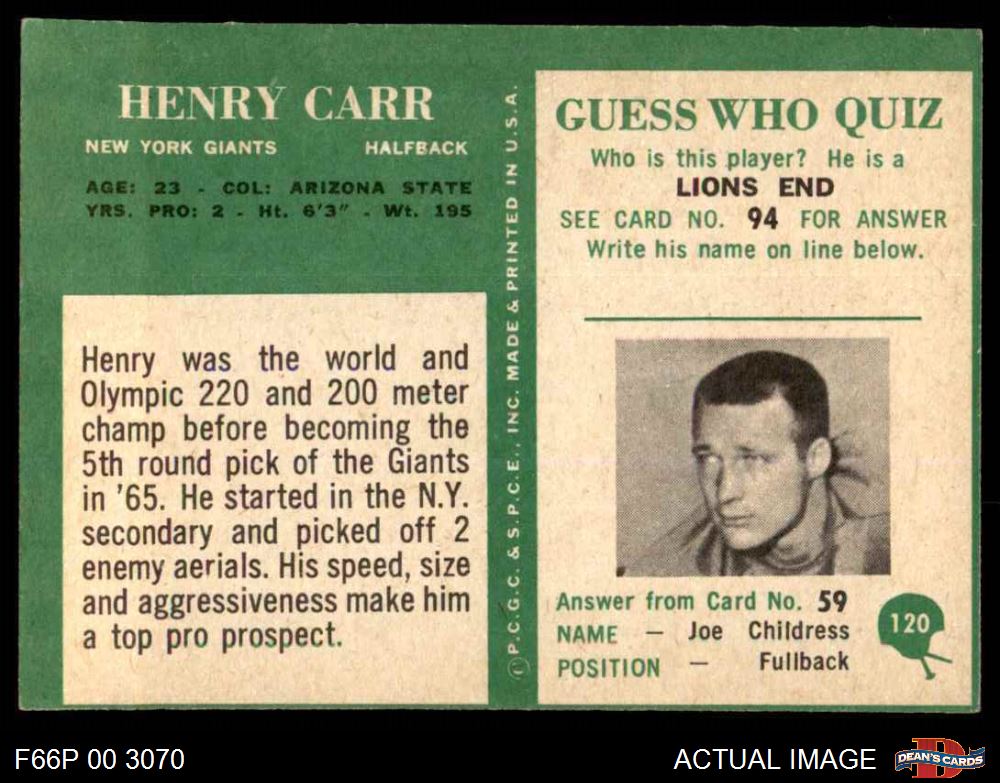 HENRY CARR
NEW YORK GIANTS HALFBACK
AGE: 23 - COL: ARIZONA STATE
YRS. PRO: 2 - Ht. 6'3" - Wt. 195
Henry was the world and
Olympic 220 and 200 meter
champ before becoming the
5th round pick of the Giants
in '65. He started in the N.Y.
secondary and picked off 2
enemy aerials. His speed, size
and aggressiveness make him
a top pro prospect.
©P.C.G.C. & S.P.C.E., INC. MADE & PRINTED IN U.S.A.
GUESS WHO QUIZ
Who is this player? He is a
LIONS END
SEE CARD NO. 94 FOR ANSWER
Write his name on line below.
Answer from Card No. 59
NAME — Joe Childress
POSITION — Fullback
120
F66P 00 3070
ACTUAL IMAGE
D
DEAN'S CARDS